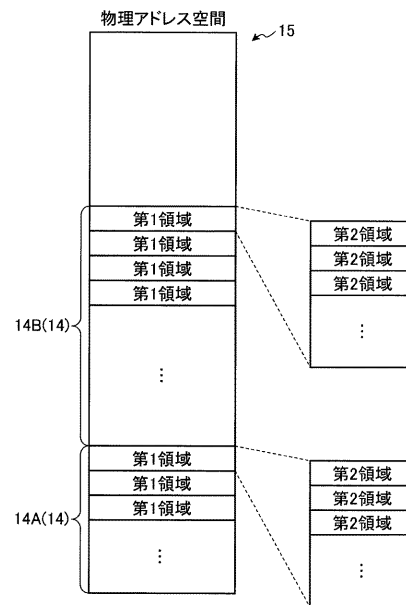 物理アドレス空間
15
第1領域
第1領域
第1領域
第1領域
⋮
14B(14)
第2領域
第2領域
第2領域
⋮
第1領域
第1領域
第1領域
⋮
14A(14)
第2領域
第2領域
第2領域
⋮